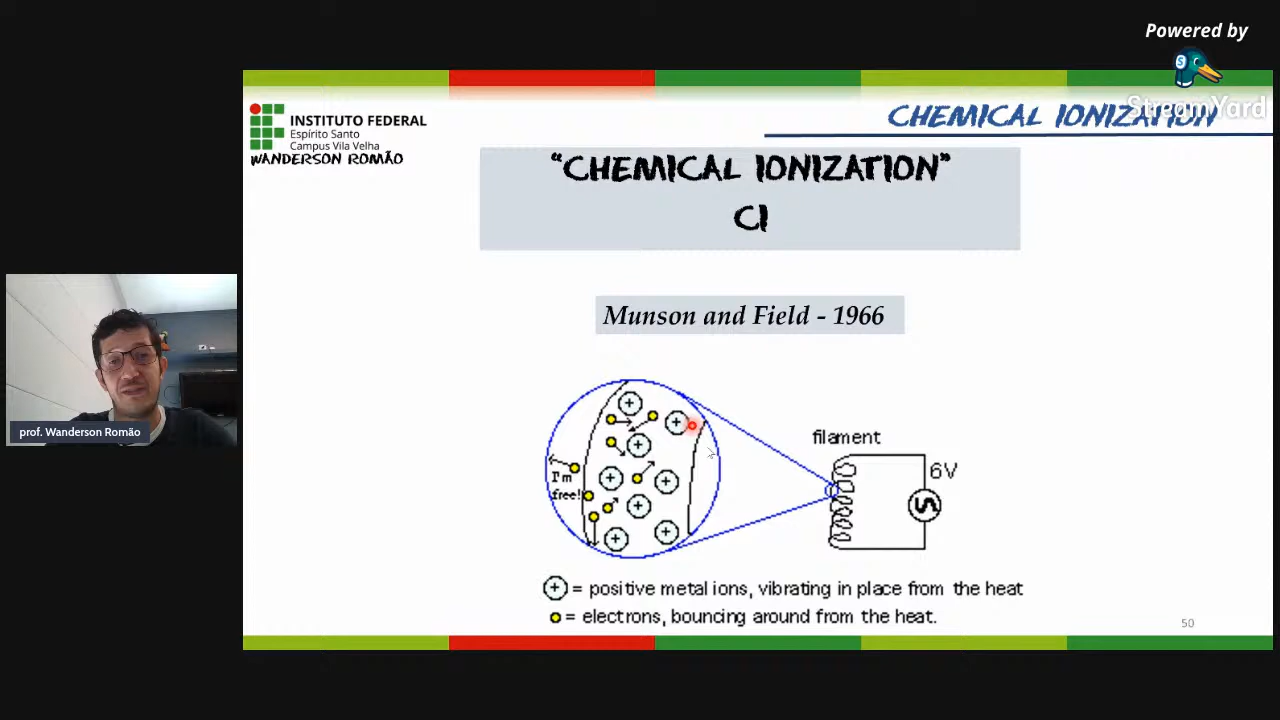 Powered by
StreamYard
CHEMICAL IONIZATION
INSTITUTO FEDERAL
Espírito Santo
Campus Vila Velha
WANDERSON ROMÃO
“CHEMICAL IONIZATION”
CI
Munson and Field - 1966
I'm
free!
filament
6V
+ = positive metal ions, vibrating in place from the heat
= electrons, bouncing around from the heat.
50
prof. Wanderson Romão